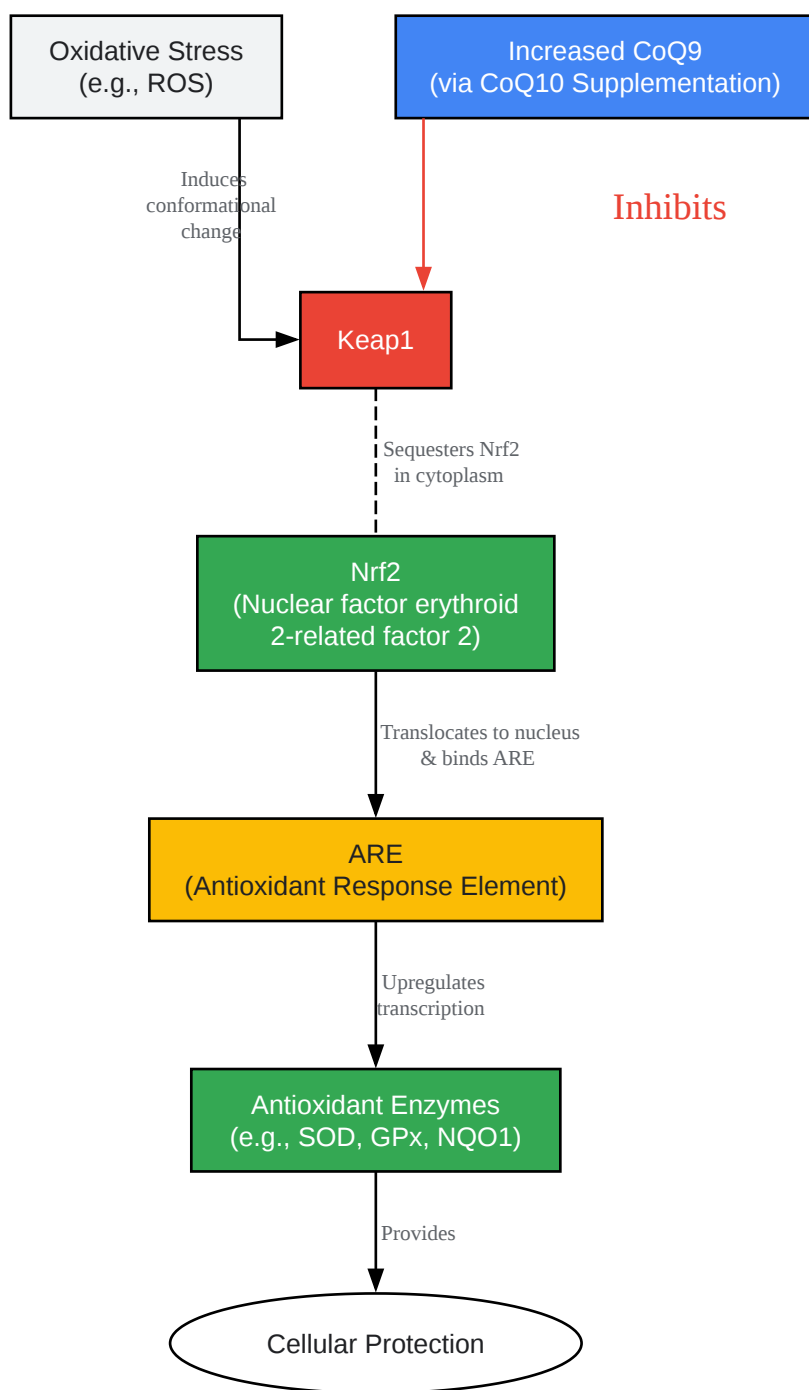 Oxidative Stress
(e.g., ROS)
Increased CoQ9
(via CoQ10 Supplementation)
Induces
conformational
change
Inhibits
Keap1
Sequesters Nrf2
in cytoplasm
Nrf2
(Nuclear factor erythroid
2-related factor 2)
Translocates to nucleus
& binds ARE
ARE
(Antioxidant Response Element)
Upregulates
transcription
Antioxidant Enzymes
(e.g., SOD, GPx, NQO1)
Provides
Cellular Protection